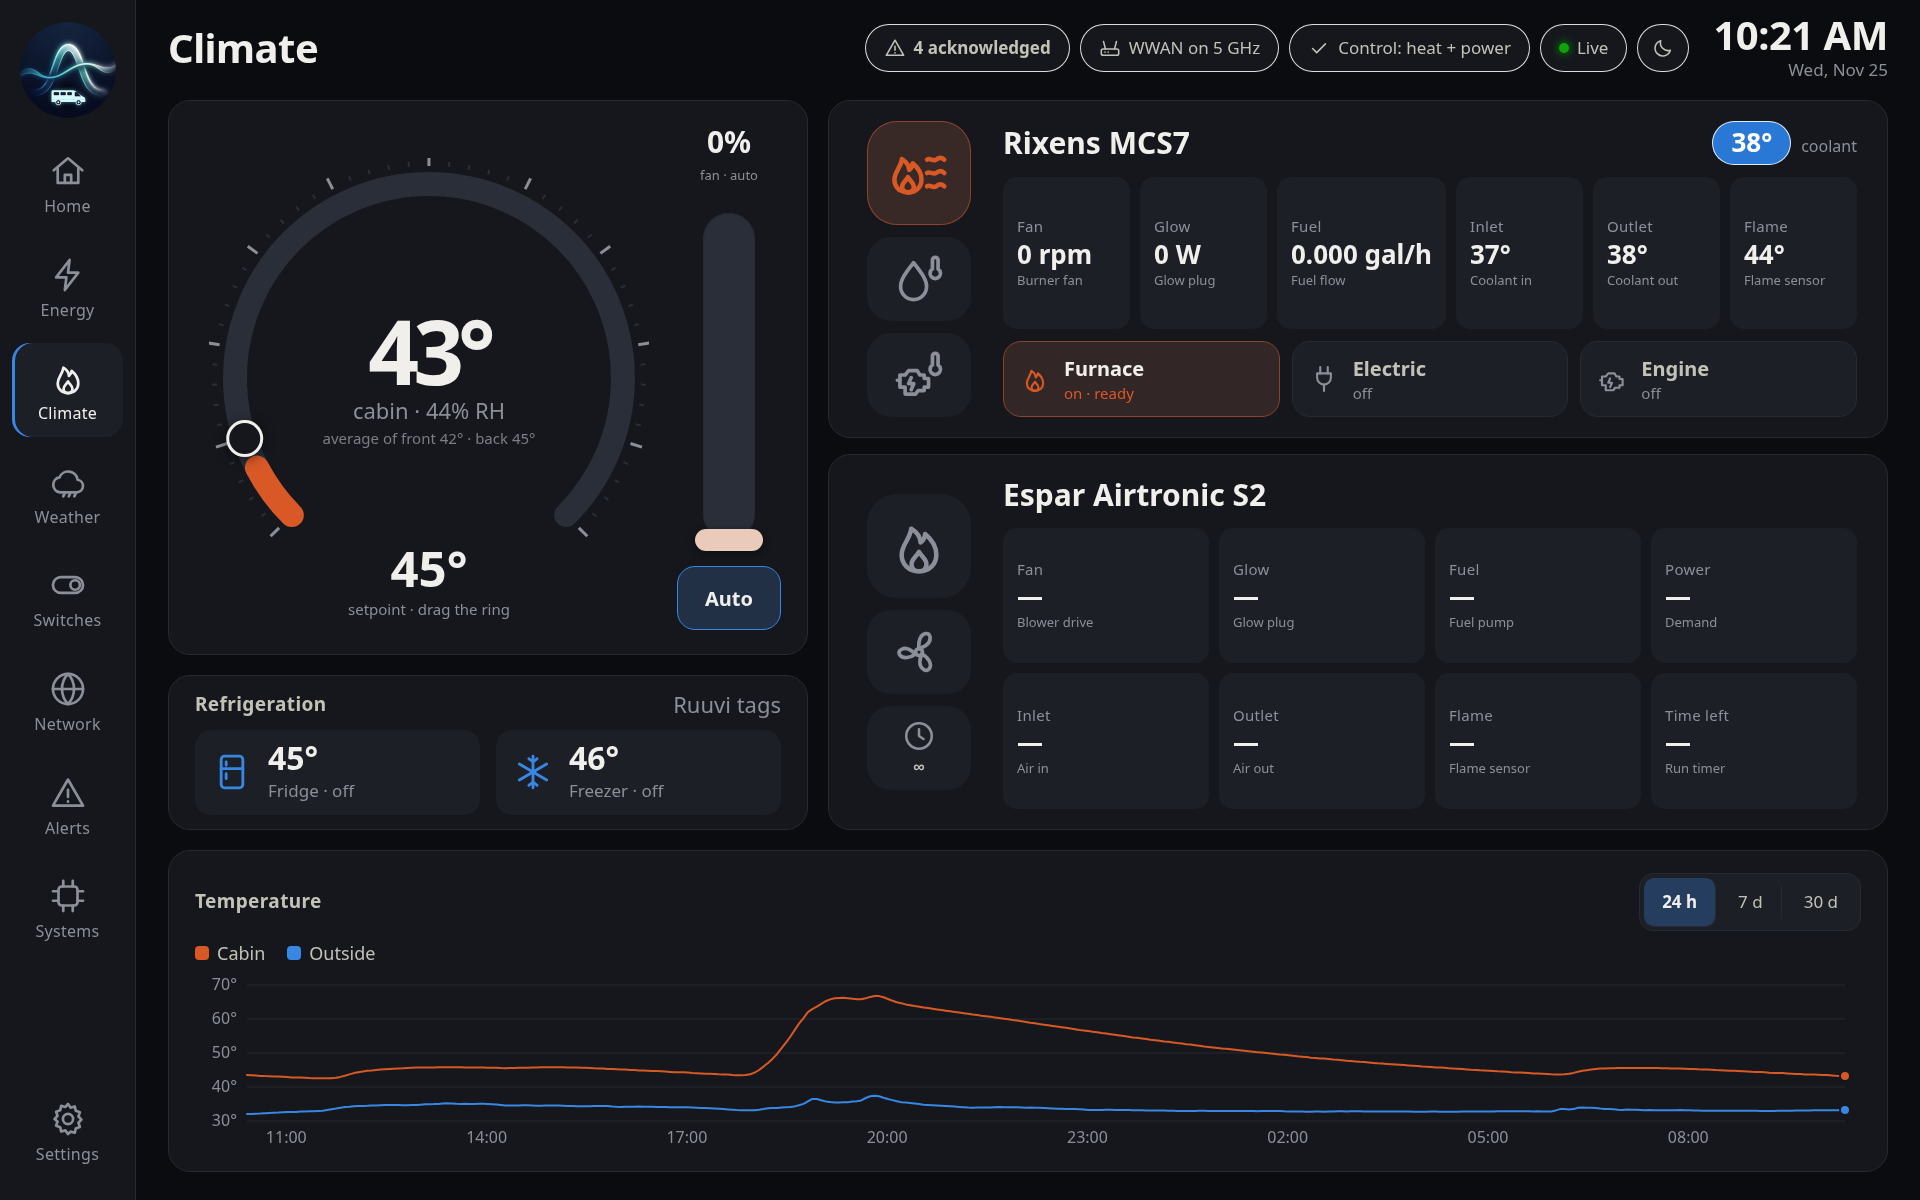 Climate
4 acknowledged
WWAN on 5 GHz
Control: heat + power
Live
10:21 AM
Wed, Nov 25
Home
Energy
Climate
Weather
Switches
Network
Alerts
Systems
Settings
0%
fan · auto
43°
cabin · 44% RH
average of front 42° · back 45°
45°
setpoint · drag the ring
Auto
Refrigeration
Ruuvi tags
45°
Fridge · off
46°
Freezer · off
Rixens MCS7
38° coolant
Fan
0 rpm
Burner fan
Glow
0 W
Glow plug
Fuel
0.000 gal/h
Fuel flow
Inlet
37°
Coolant in
Outlet
38°
Coolant out
Flame
44°
Flame sensor
Furnace
on · ready
Electric
off
Engine
off
Espar Airtronic S2
∞
Fan
—
Blower drive
Glow
—
Glow plug
Fuel
—
Fuel pump
Power
—
Demand
Inlet
—
Air in
Outlet
—
Air out
Flame
—
Flame sensor
Time left
—
Run timer
Temperature
24 h
7 d
30 d
Cabin
Outside
70°
60°
50°
40°
30°
11:00
14:00
17:00
20:00
23:00
02:00
05:00
08:00